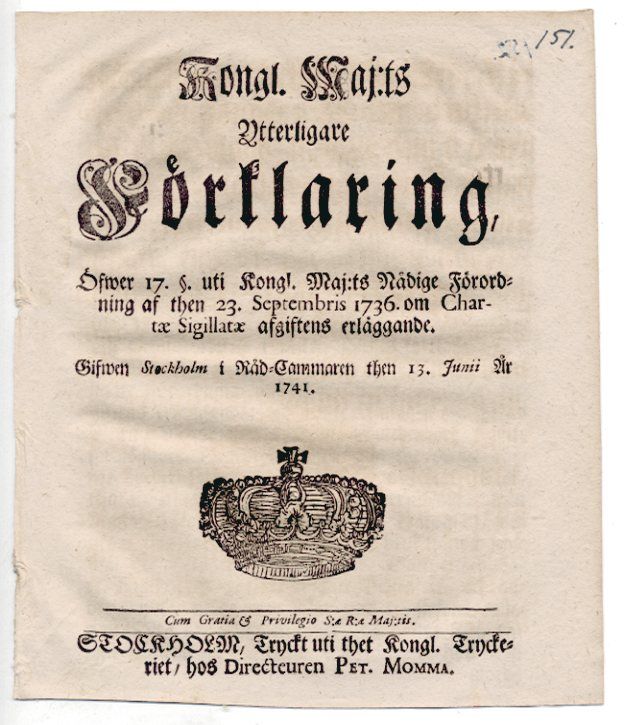 151.
Kongl. Maj:ts
Ytterligare
Förklaring,
Öfwer 17. §. uti Kongl. Maj:ts Nådige Förord-
ning af then 23. Septembris 1736. om Char-
tæ Sigillatæ afgiftens erläggande.
Gifwen Stockholm i Råd-Cammaren then 13. Junii År
1741.
Cum Gratia & Privilegio S:æ R:æ Maj:tis.
STOCKHOLM, Tryckt uti thet Kongl. Trycke-
riet/ hos Directeuren PET. MOMMA.